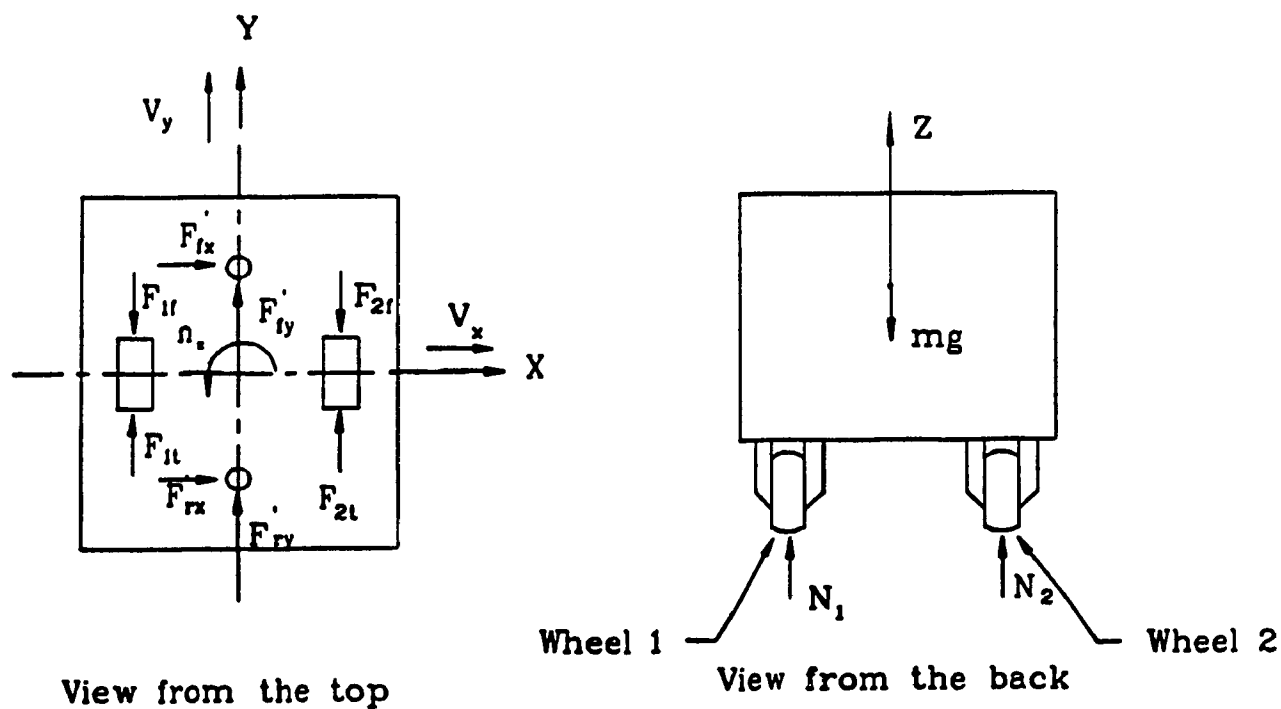 Y
V_y
F'_fx
F_1f
F'_fy
F_2f
Ω_z
V_x
X
F_1t
F'_rx
F_2t
F'_ry
View from the top
Z
mg
N_1
N_2
Wheel 1
Wheel 2
View from the back